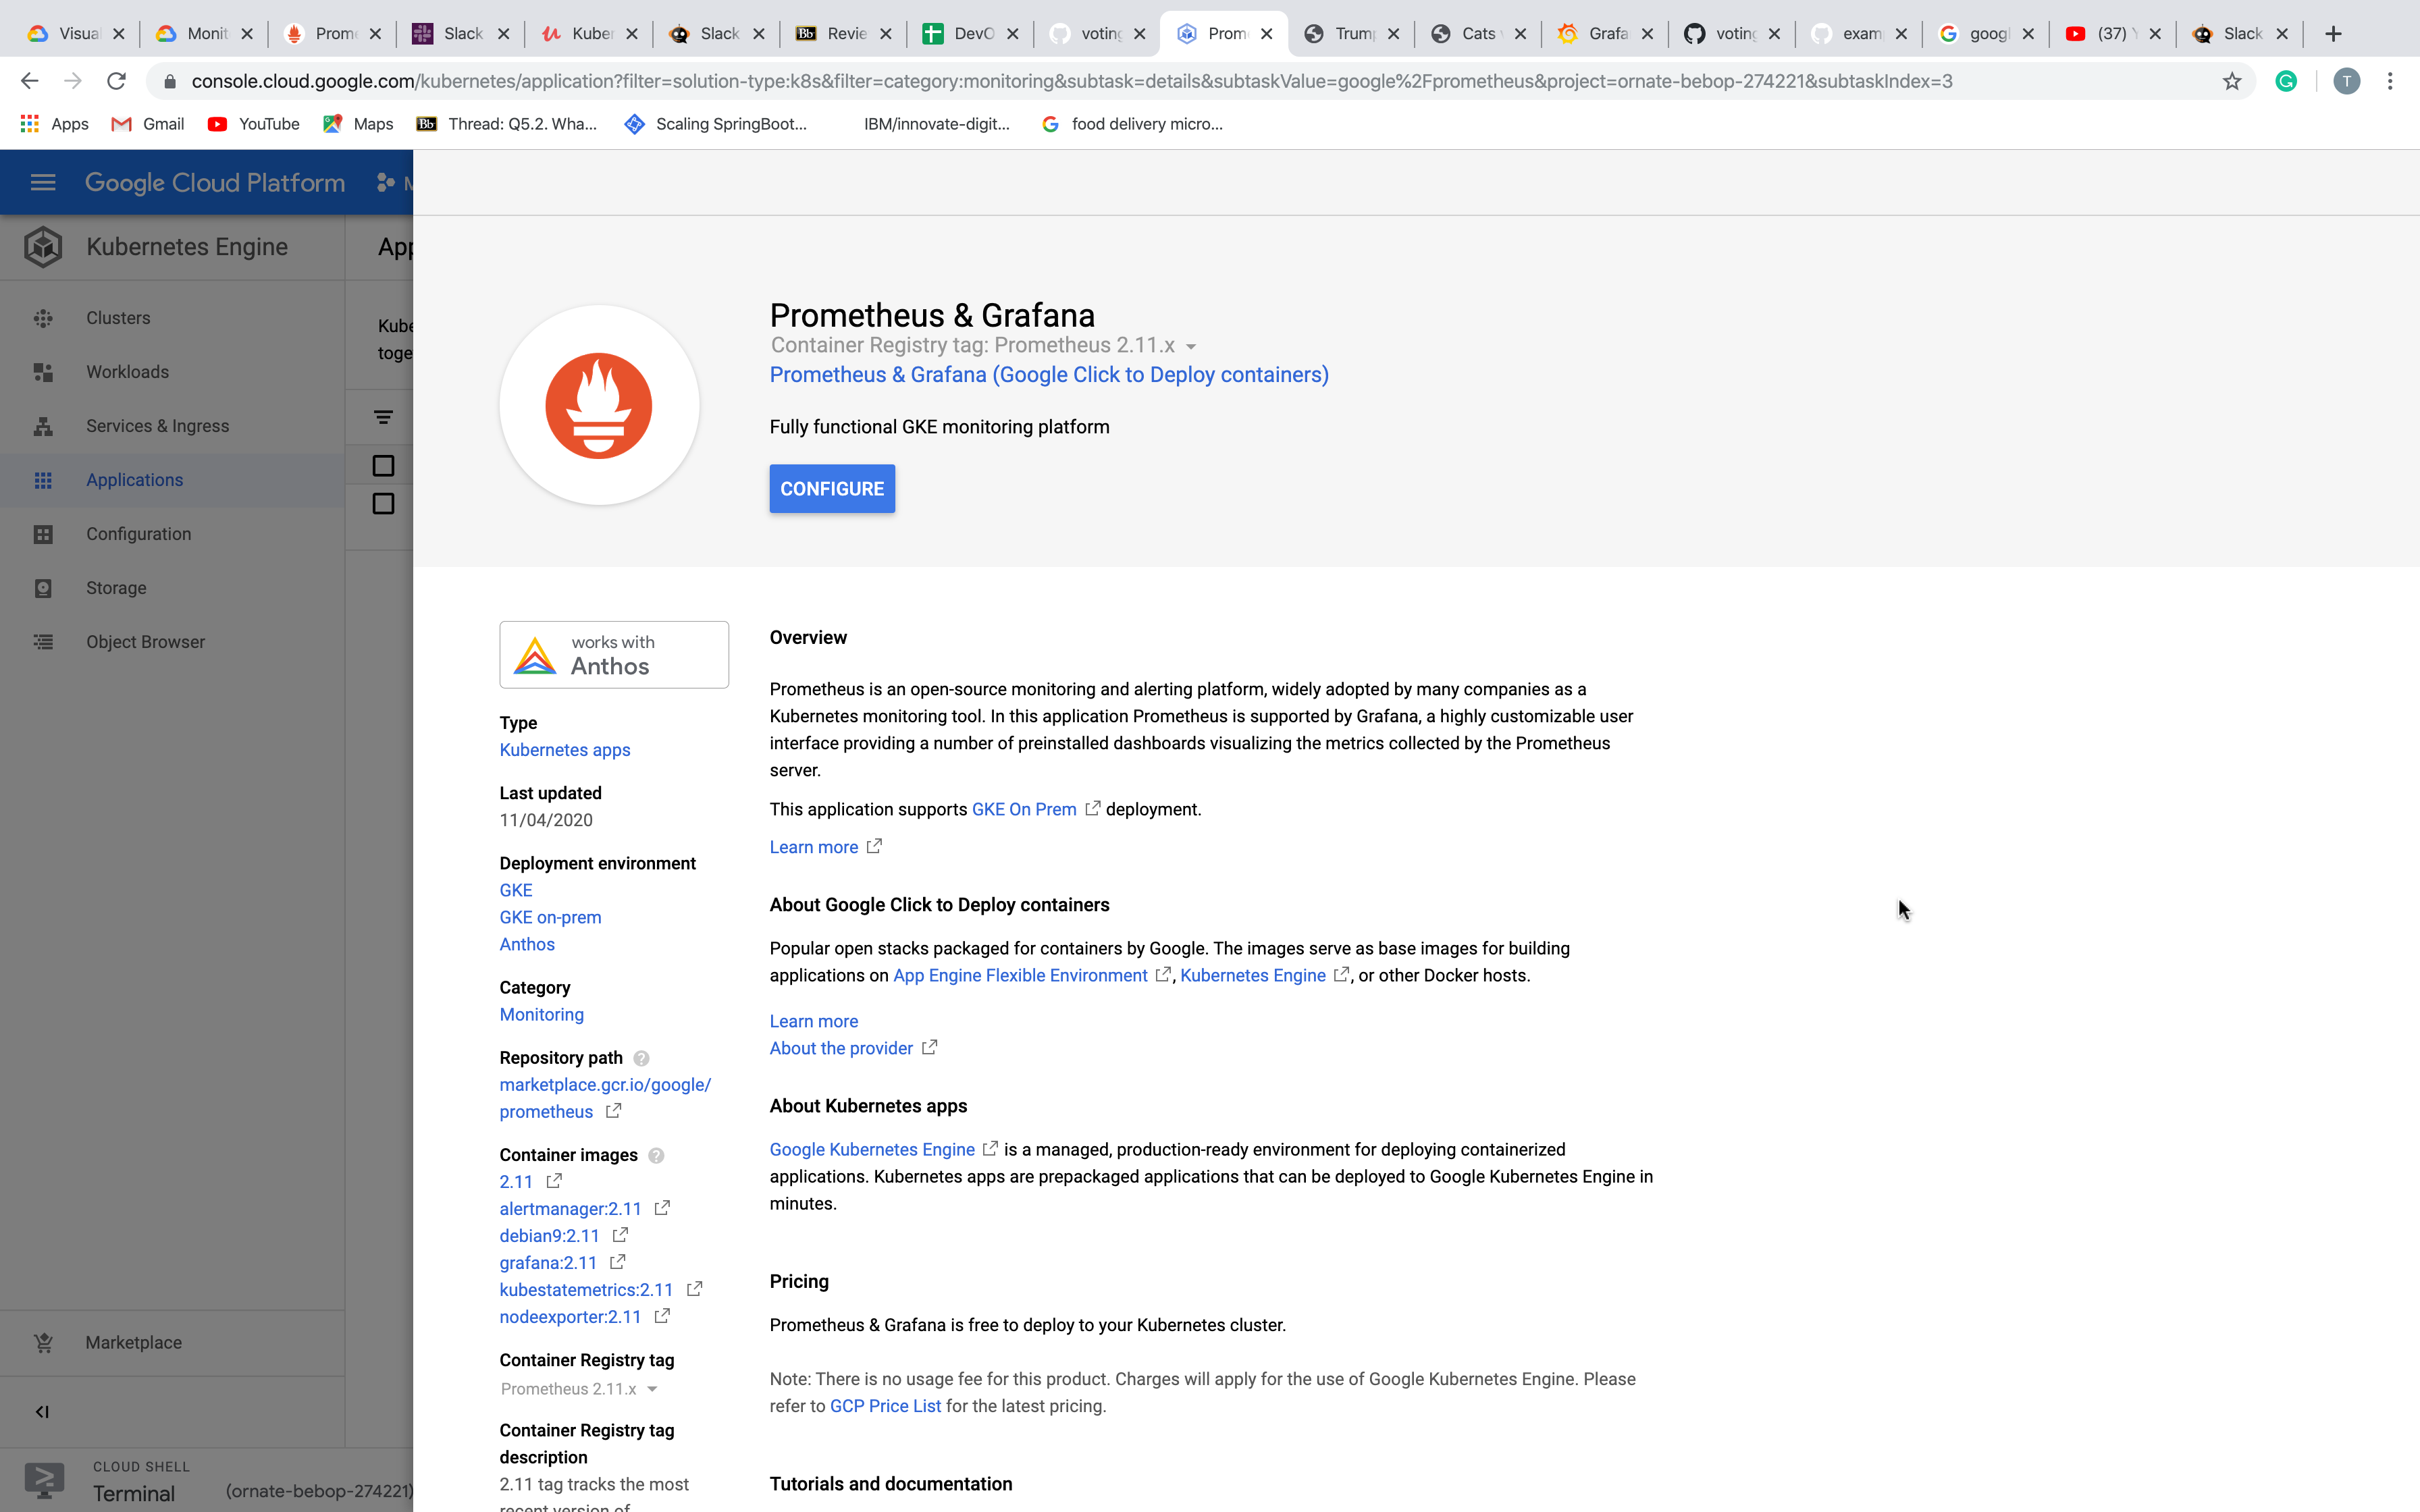 Visual
Monit
Prom
Slack
Kuber
Slack
Revie
DevO
voting
Prom
Trump
Cats
Grafa
voting
exam
googl
(37)
Slack
console.cloud.google.com/kubernetes/application?filter=solution-type:k8s&filter=category:monitoring&subtask=details&subtaskValue=google%2Fprometheus&project=ornate-bebop-274221&subtaskIndex=3
T
Apps
Gmail
YouTube
Maps
Bb Thread: Q5.2. Wha...
Scaling SpringBoot...
IBM/innovate-digit...
food delivery micro...
Google Cloud Platform
Kubernetes Engine
Clusters
Workloads
Services & Ingress
Applications
Configuration
Storage
Object Browser
Marketplace
CLOUD SHELL
Terminal
(ornate-bebop-274221)
App
Kube
toge
Prometheus & Grafana
Container Registry tag: Prometheus 2.11.x
Prometheus & Grafana (Google Click to Deploy containers)
Fully functional GKE monitoring platform
CONFIGURE
works with
Anthos
Type
Kubernetes apps
Last updated
11/04/2020
Deployment environment
GKE
GKE on-prem
Anthos
Category
Monitoring
Repository path
marketplace.gcr.io/google/
prometheus
Container images
2.11
alertmanager:2.11
debian9:2.11
grafana:2.11
kubestatemetrics:2.11
nodeexporter:2.11
Container Registry tag
Prometheus 2.11.x
Container Registry tag
description
2.11 tag tracks the most
recent version of
Overview
Prometheus is an open-source monitoring and alerting platform, widely adopted by many companies as a
Kubernetes monitoring tool. In this application Prometheus is supported by Grafana, a highly customizable user
interface providing a number of preinstalled dashboards visualizing the metrics collected by the Prometheus
server.
This application supports GKE On Prem deployment.
Learn more
About Google Click to Deploy containers
Popular open stacks packaged for containers by Google. The images serve as base images for building
applications on App Engine Flexible Environment , Kubernetes Engine , or other Docker hosts.
Learn more
About the provider
About Kubernetes apps
Google Kubernetes Engine is a managed, production-ready environment for deploying containerized
applications. Kubernetes apps are prepackaged applications that can be deployed to Google Kubernetes Engine in
minutes.
Pricing
Prometheus & Grafana is free to deploy to your Kubernetes cluster.
Note: There is no usage fee for this product. Charges will apply for the use of Google Kubernetes Engine. Please
refer to GCP Price List for the latest pricing.
Tutorials and documentation